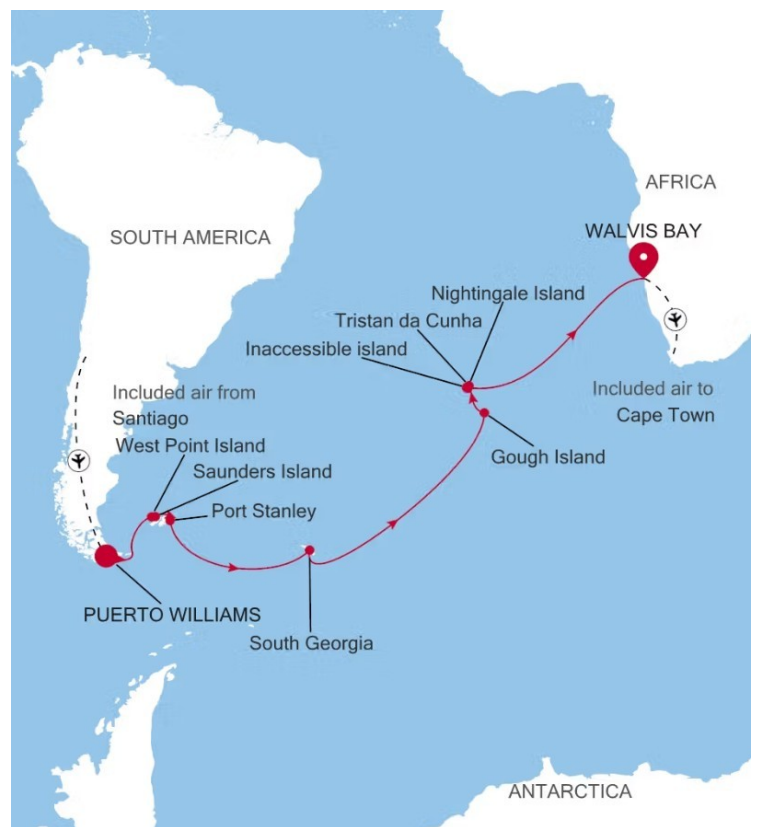 AFRICA
SOUTH AMERICA
WALVIS BAY
Nightingale Island
Tristan da Cunha
Inaccessible island
Included air from
Santiago
Included air to
Cape Town
West Point Island
Saunders Island
Gough Island
Port Stanley
PUERTO WILLIAMS
South Georgia
ANTARCTICA